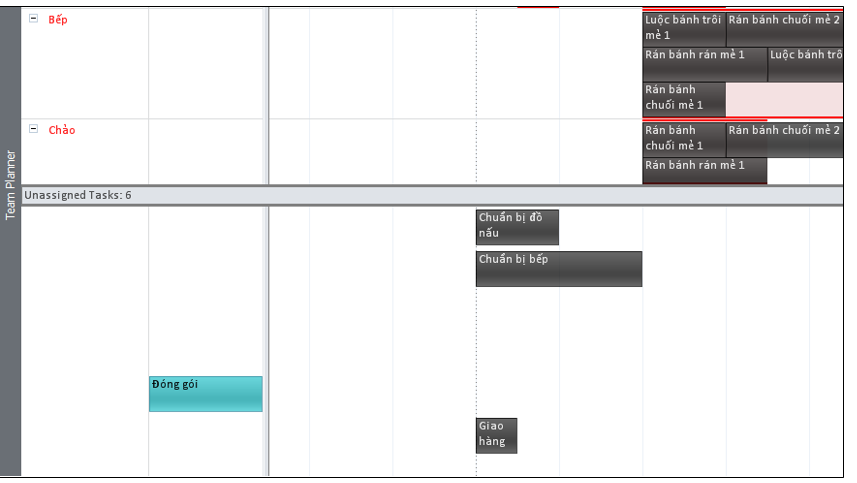 Team Planner
Bếp
Luộc bánh trôi
mẻ 1
Rán bánh chuối mẻ 2
Rán bánh rán mẻ 1
Luộc bánh trô
Rán bánh
chuối mẻ 1
Chảo
Rán bánh
chuối mẻ 1
Rán bánh chuối mẻ 2
Rán bánh rán mẻ 1
Unassigned Tasks: 6
Chuẩn bị đồ
nấu
Chuẩn bị bếp
Đóng gói
Giao
hàng